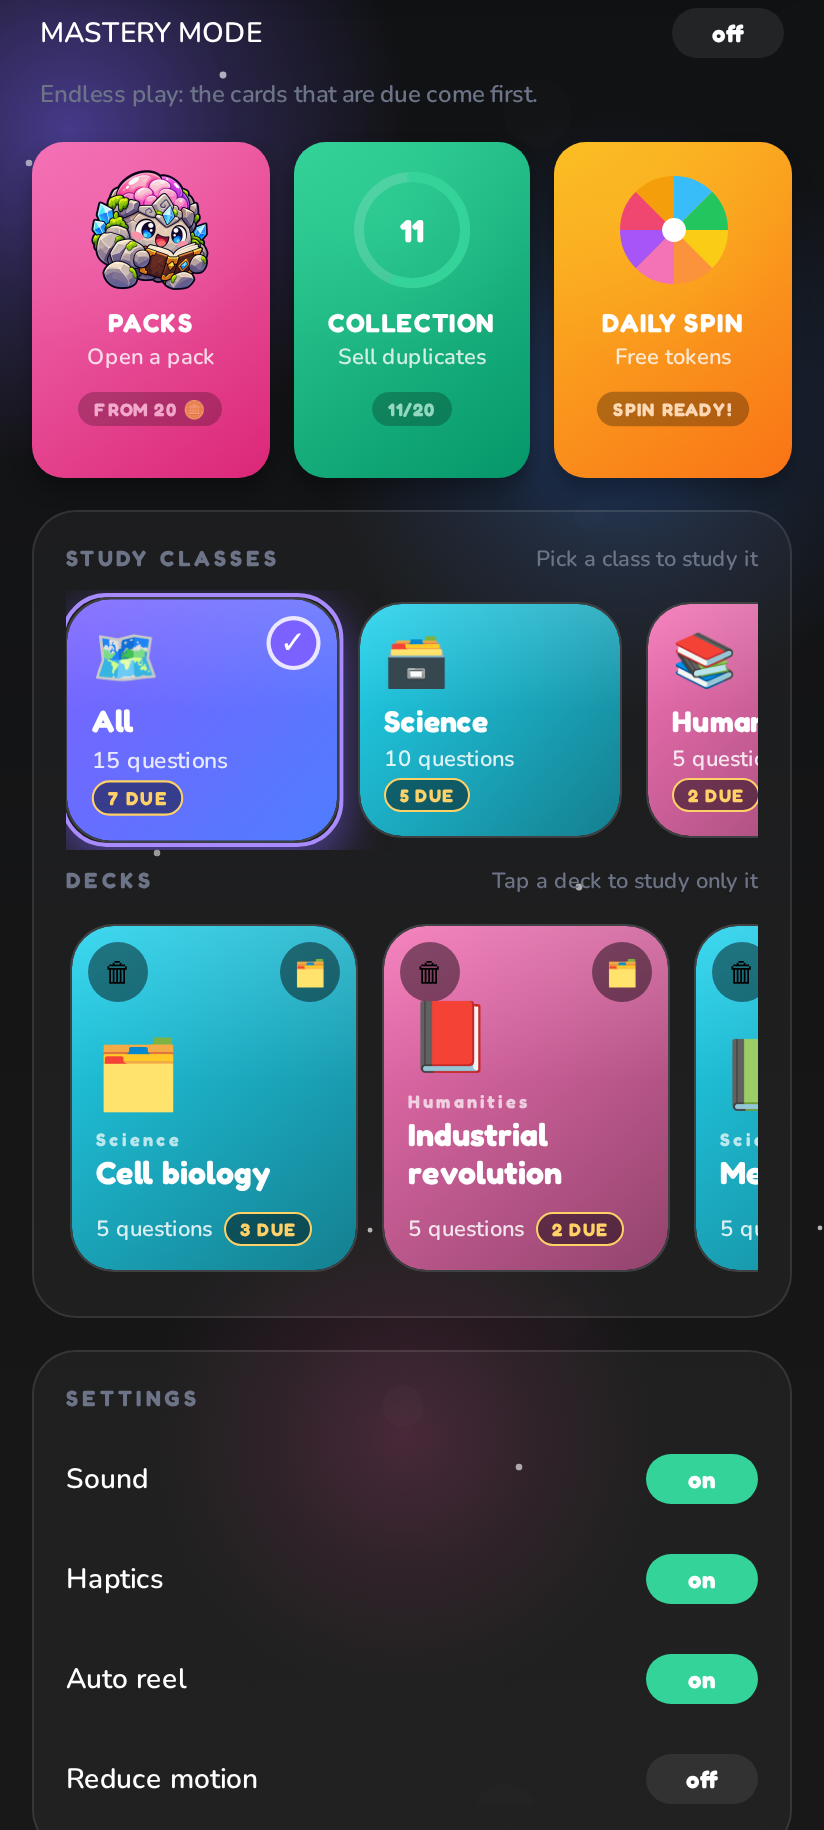 MASTERY MODE
off
Endless play: the cards that are due come first.
PACKS
Open a pack
FROM 20
11
COLLECTION
Sell duplicates
11/20
DAILY SPIN
Free tokens
SPIN READY!
STUDY CLASSES
Pick a class to study it
All
15 questions
7 DUE
Science
10 questions
5 DUE
2 DUE
DECKS
Tap a deck to study only it
Science
Cell biology
5 questions
3 DUE
Humanities
Industrial
revolution
5 questions
2 DUE
SETTINGS
Sound
on
Haptics
on
Auto reel
on
Reduce motion
off